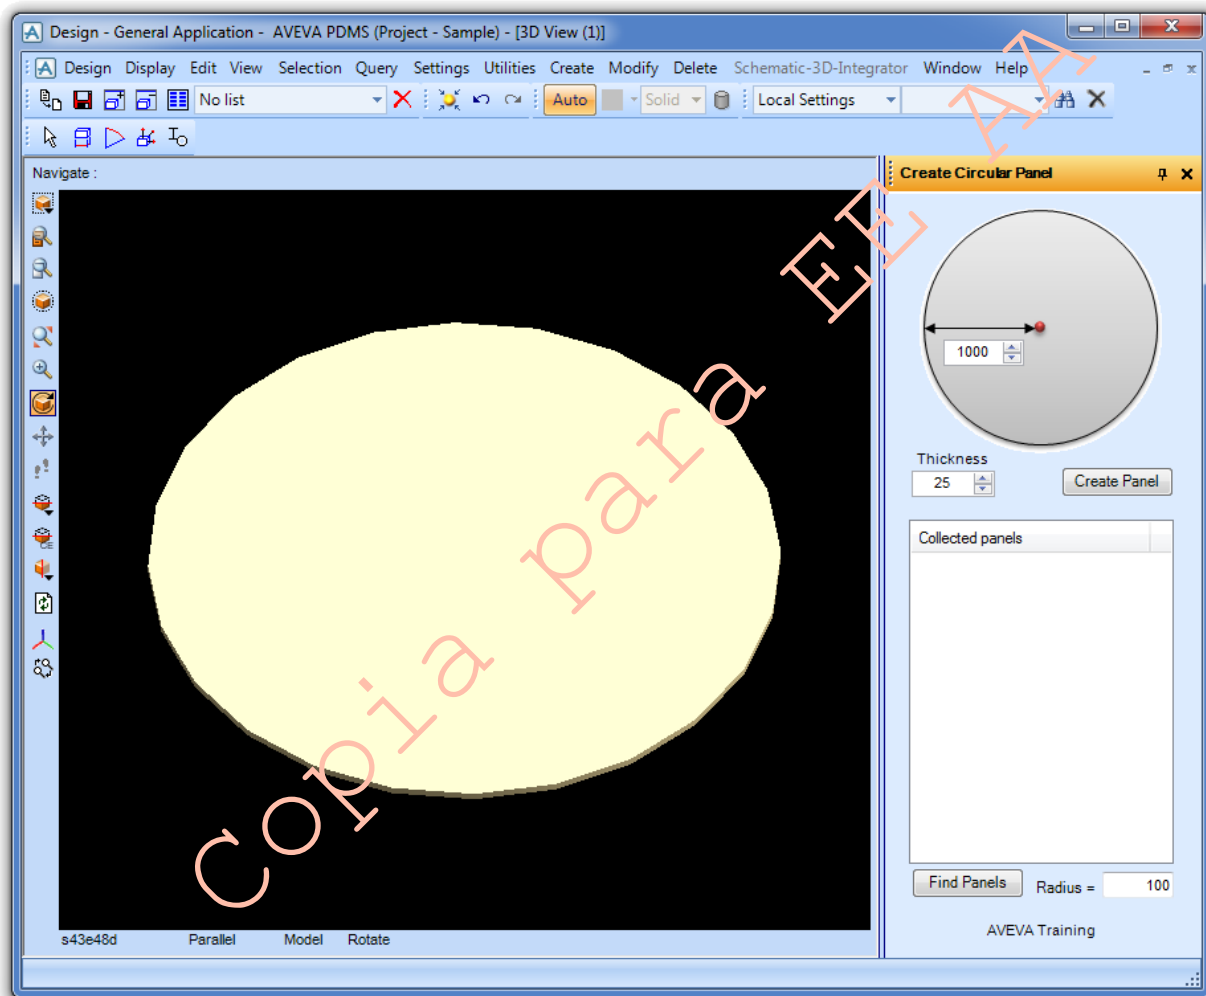 Design - General Application - AVEVA PDMS (Project - Sample) - [3D View (1)]
Design Display Edit View Selection Query Settings Utilities Create Modify Delete Schematic-3D-Integrator Window Help
No list Auto Solid Local Settings
Navigate :
Create Circular Panel
1000
Thickness
25
Create Panel
Collected panels
Find Panels Radius = 100
AVEVA Training
s43e48d Parallel Model Rotate
CE
Copia para EE AA